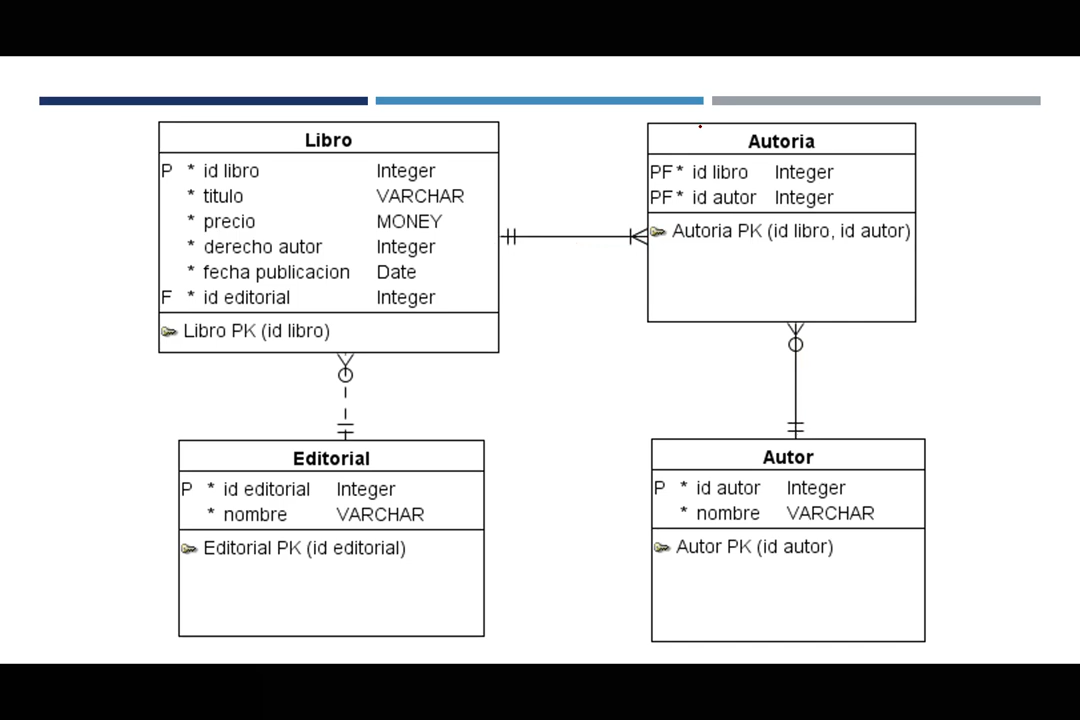 Libro
P * id libro Integer
* titulo VARCHAR
* precio MONEY
* derecho autor Integer
* fecha publicacion Date
F * id editorial Integer
Libro PK (id libro)
Autoria
PF* id libro Integer
PF* id autor Integer
Autoria PK (id libro, id autor)
Editorial
P * id editorial Integer
* nombre VARCHAR
Editorial PK (id editorial)
Autor
P * id autor Integer
* nombre VARCHAR
Autor PK (id autor)